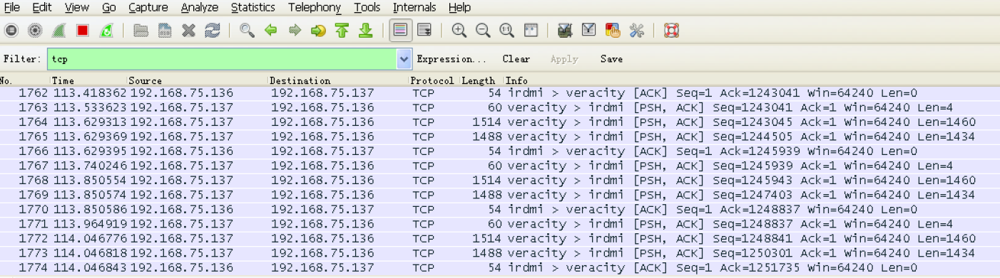 File Edit View Go Capture Analyze Statistics Telephony Tools Internals Help
Filter: tcp Expression... Clear Apply Save
No. Time Source Destination Protocol Length Info
1762 113.418362 192.168.75.136 192.168.75.137 TCP 54 irdmi > veracity [ACK] Seq=1 Ack=1243041 Win=64240 Len=0
1763 113.533623 192.168.75.137 192.168.75.136 TCP 60 veracity > irdmi [PSH, ACK] Seq=1243041 Ack=1 Win=64240 Len=4
1764 113.629313 192.168.75.137 192.168.75.136 TCP 1514 veracity > irdmi [PSH, ACK] Seq=1243045 Ack=1 Win=64240 Len=1460
1765 113.629369 192.168.75.137 192.168.75.136 TCP 1488 veracity > irdmi [PSH, ACK] Seq=1244505 Ack=1 Win=64240 Len=1434
1766 113.629395 192.168.75.136 192.168.75.137 TCP 54 irdmi > veracity [ACK] Seq=1 Ack=1245939 Win=64240 Len=0
1767 113.740246 192.168.75.137 192.168.75.136 TCP 60 veracity > irdmi [PSH, ACK] Seq=1245939 Ack=1 Win=64240 Len=4
1768 113.850554 192.168.75.137 192.168.75.136 TCP 1514 veracity > irdmi [PSH, ACK] Seq=1245943 Ack=1 Win=64240 Len=1460
1769 113.850574 192.168.75.137 192.168.75.136 TCP 1488 veracity > irdmi [PSH, ACK] Seq=1247403 Ack=1 Win=64240 Len=1434
1770 113.850586 192.168.75.136 192.168.75.137 TCP 54 irdmi > veracity [ACK] Seq=1 Ack=1248837 Win=64240 Len=0
1771 113.964919 192.168.75.137 192.168.75.136 TCP 60 veracity > irdmi [PSH, ACK] Seq=1248837 Ack=1 Win=64240 Len=4
1772 114.046776 192.168.75.137 192.168.75.136 TCP 1514 veracity > irdmi [PSH, ACK] Seq=1248841 Ack=1 Win=64240 Len=1460
1773 114.046818 192.168.75.137 192.168.75.136 TCP 1488 veracity > irdmi [PSH, ACK] Seq=1250301 Ack=1 Win=64240 Len=1434
1774 114.046843 192.168.75.136 192.168.75.137 TCP 54 irdmi > veracity [ACK] Seq=1 Ack=1251735 Win=64240 Len=0